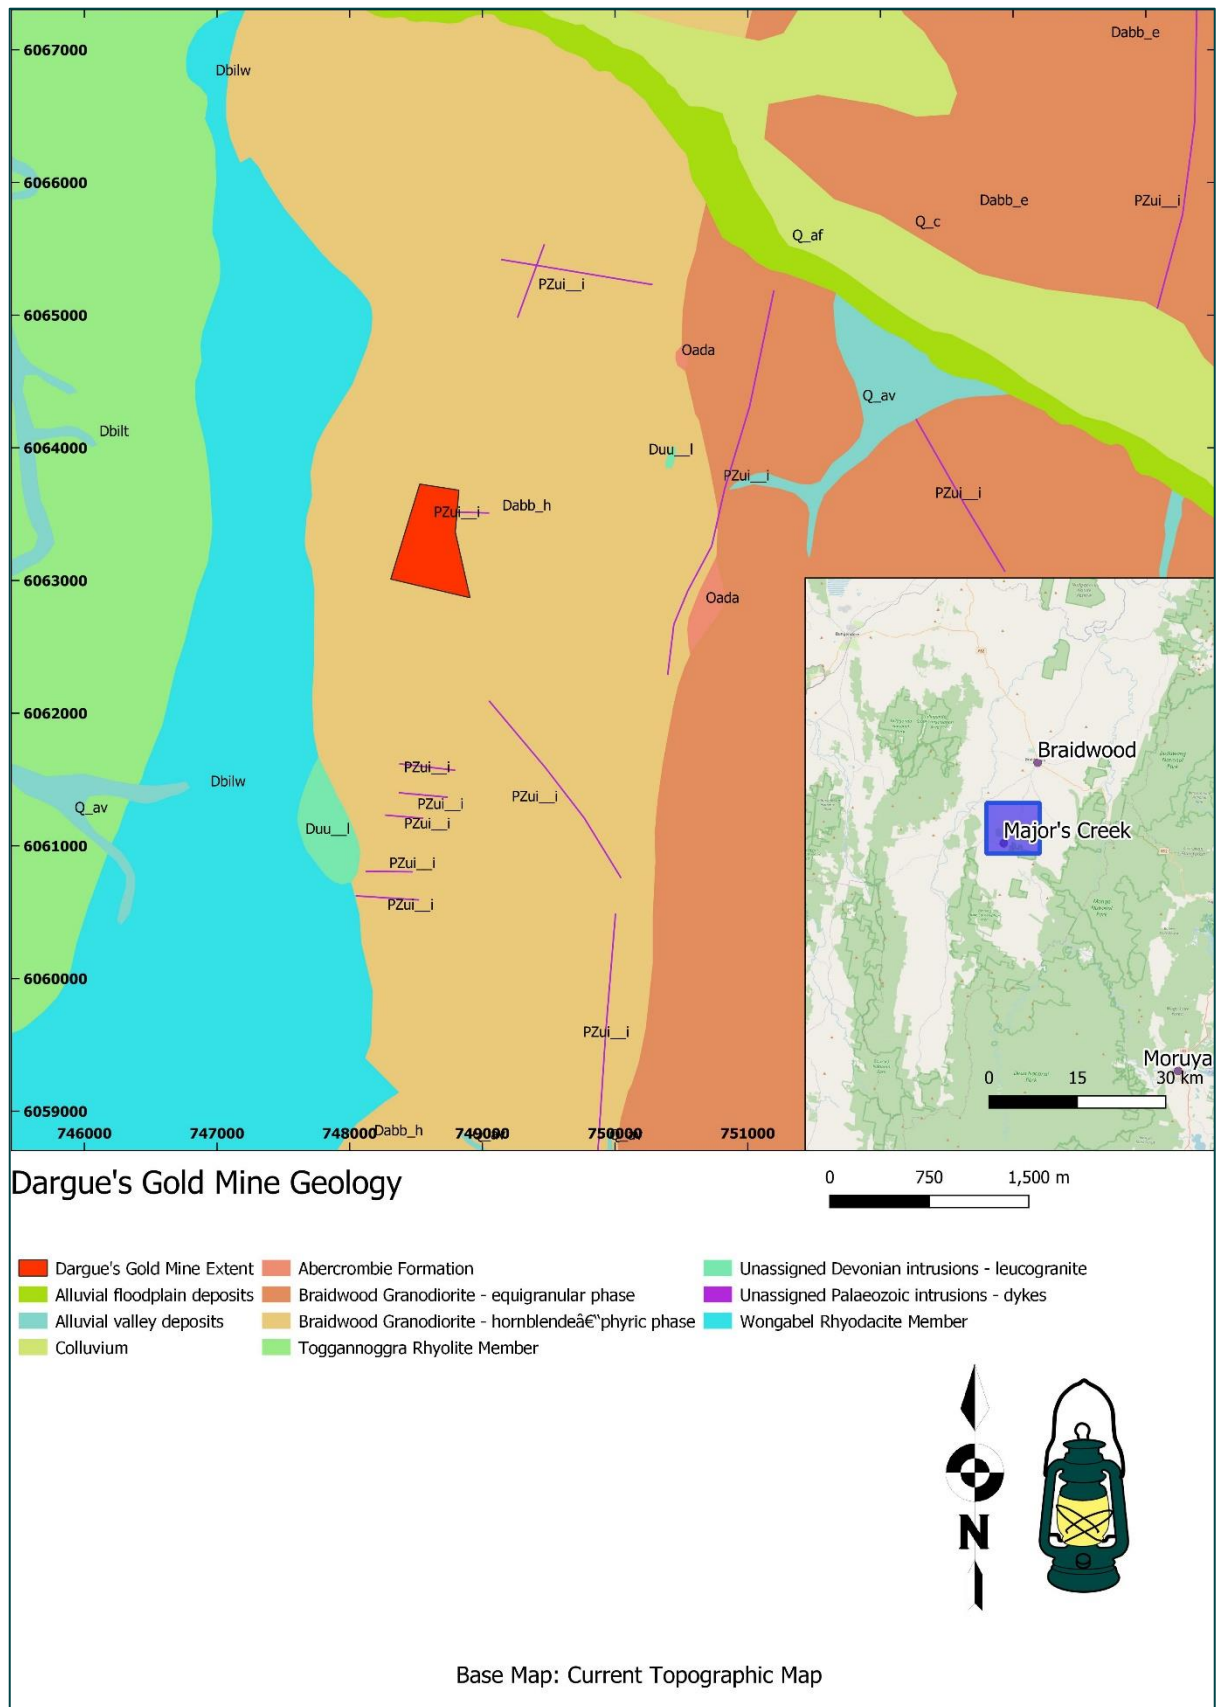 6067000
Dabb_e
Dbilw
6066000
Dabb_e
PZui__i
Q_c
Q_af
PZui__i
6065000
Oada
Q_av
Dbilt
6064000
Duu__l
PZui__i
PZui__i
Dabb_h
PZui__i
6063000
Oada
6062000
Braidwood
PZui__i
Dbilw
PZui__i
Q_av
PZui__i
PZui__i
Duu__l
Major's Creek
6061000
PZui__i
PZui__i
6060000
PZui__i
Moruya
0 15 30 km
6059000
746000 747000 748000 749000 750000 751000
Dabb_h
Dargue's Gold Mine Geology
0 750 1,500 m
Dargue's Gold Mine Extent
Alluvial floodplain deposits
Alluvial valley deposits
Colluvium
Abercrombie Formation
Braidwood Granodiorite - equigranular phase
Braidwood Granodiorite - hornblendeâ€“phyric phase
Toggannoggra Rhyolite Member
Unassigned Devonian intrusions - leucogranite
Unassigned Palaeozoic intrusions - dykes
Wongabel Rhyodacite Member
N
Base Map: Current Topographic Map